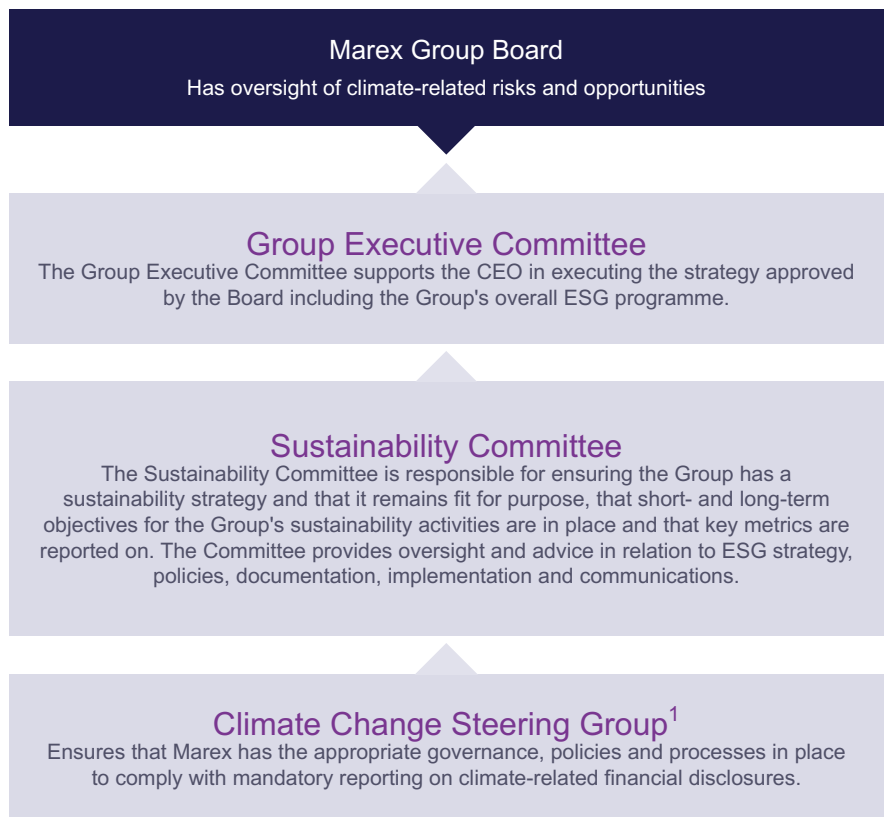 Marex Group Board
Has oversight of climate-related risks and opportunities
Group Executive Committee
The Group Executive Committee supports the CEO in executing the strategy approved
by the Board including the Group's overall ESG programme.
Sustainability Committee
The Sustainability Committee is responsible for ensuring the Group has a
sustainability strategy and that it remains fit for purpose, that short- and long-term
objectives for the Group's sustainability activities are in place and that key metrics are
reported on. The Committee provides oversight and advice in relation to ESG strategy,
policies, documentation, implementation and communications.
Climate Change Steering Group¹
Ensures that Marex has the appropriate governance, policies and processes in place
to comply with mandatory reporting on climate-related financial disclosures.